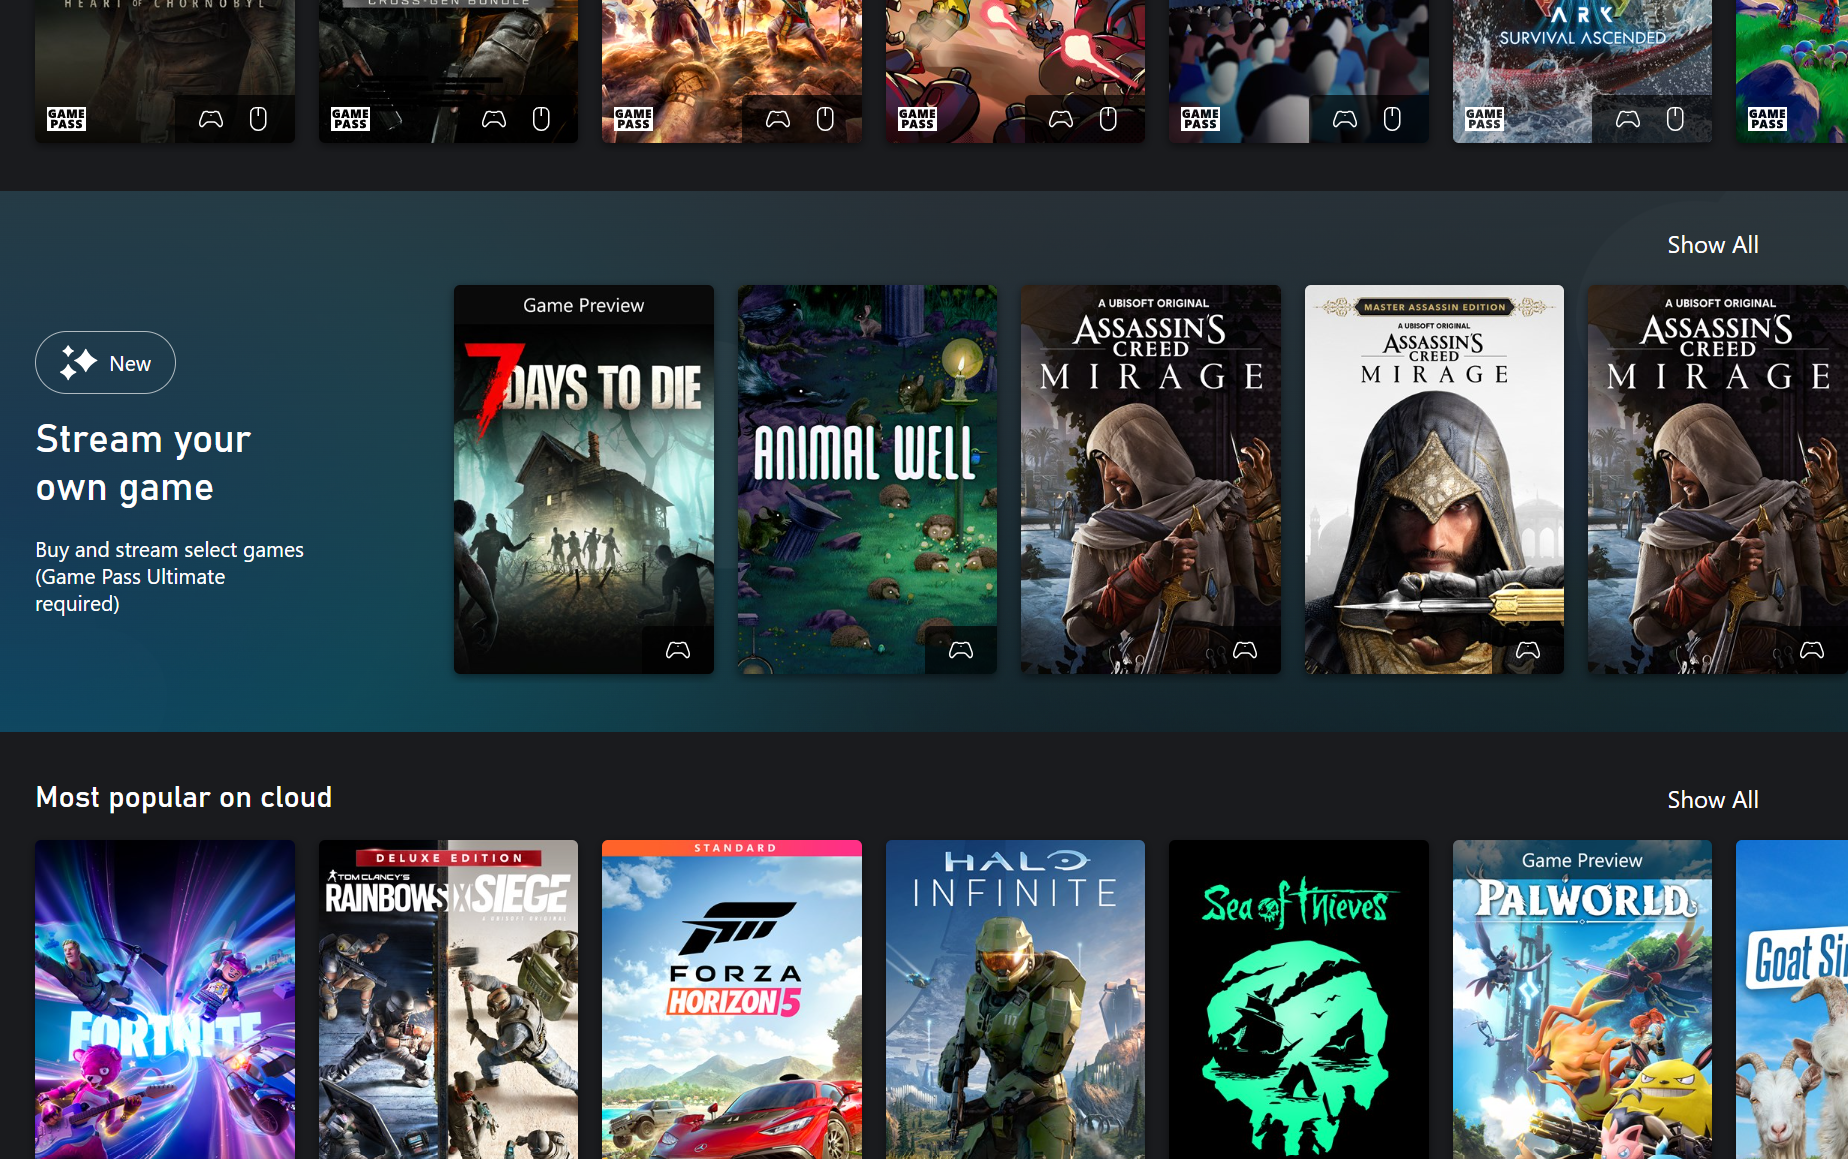 HEART OF CHORNOBYL
CROSS-GEN BUNDLE
ARK
SURVIVAL ASCENDED
GAME
PASS
GAME
PASS
GAME
PASS
GAME
PASS
GAME
PASS
GAME
PASS
GAME
PASS
Show All
New
Stream your
own game
Buy and stream select games
(Game Pass Ultimate
required)
Game Preview
7 DAYS TO DIE
ANIMAL WELL
A UBISOFT ORIGINAL
ASSASSIN'S
CREED
MIRAGE
MASTER ASSASSIN EDITION
A UBISOFT ORIGINAL
ASSASSIN'S
CREED
MIRAGE
A UBISOFT ORIGINAL
ASSASSIN'S
CREED
MIRAGE
Most popular on cloud
Show All
FORTNITE
DELUXE EDITION
TOM CLANCY'S
RAINBOW SIX SIEGE
A UBISOFT ORIGINAL
STANDARD
FORZA
HORIZON 5
HALO
INFINITE
Sea of Thieves
Game Preview
PALWORLD
Goat Si